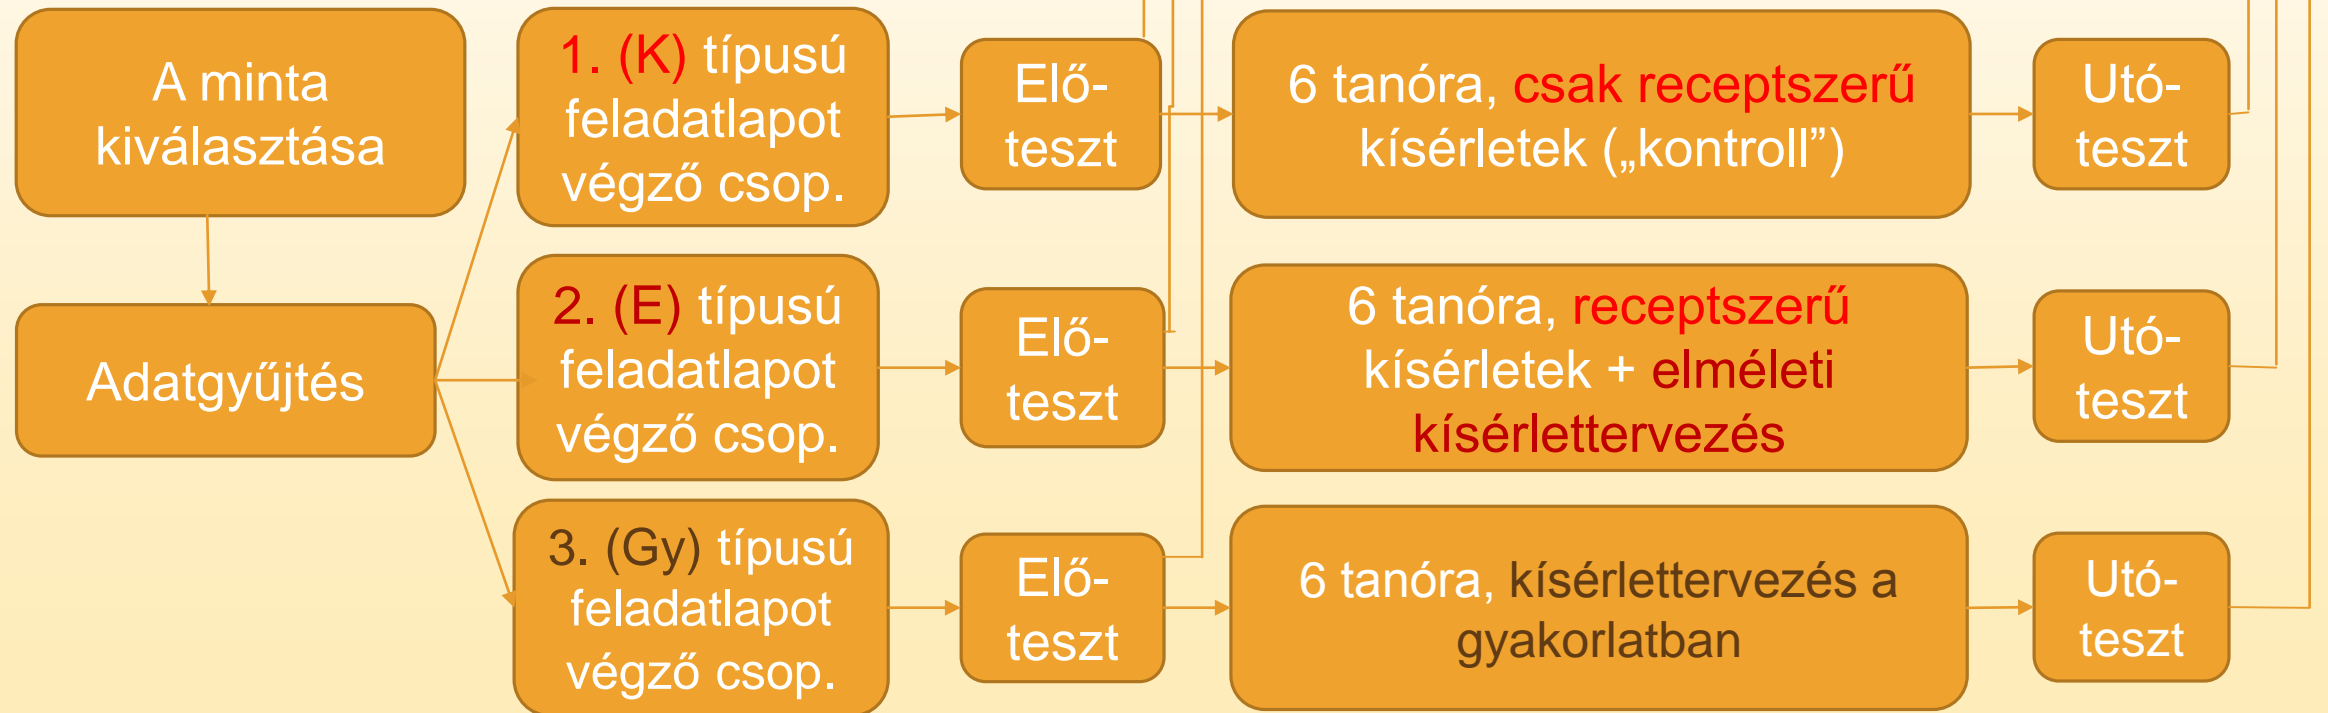 A minta
kiválasztása
Adatgyűjtés
1. (K) típusú
feladatlapot
végző csop.
Elő-
teszt
6 tanóra, csak receptszerű
kísérletek („kontroll”)
Utó-
teszt
2. (E) típusú
feladatlapot
végző csop.
Elő-
teszt
6 tanóra, receptszerű
kísérletek + elméleti
kísérlettervezés
Utó-
teszt
3. (Gy) típusú
feladatlapot
végző csop.
Elő-
teszt
6 tanóra, kísérlettervezés a
gyakorlatban
Utó-
teszt